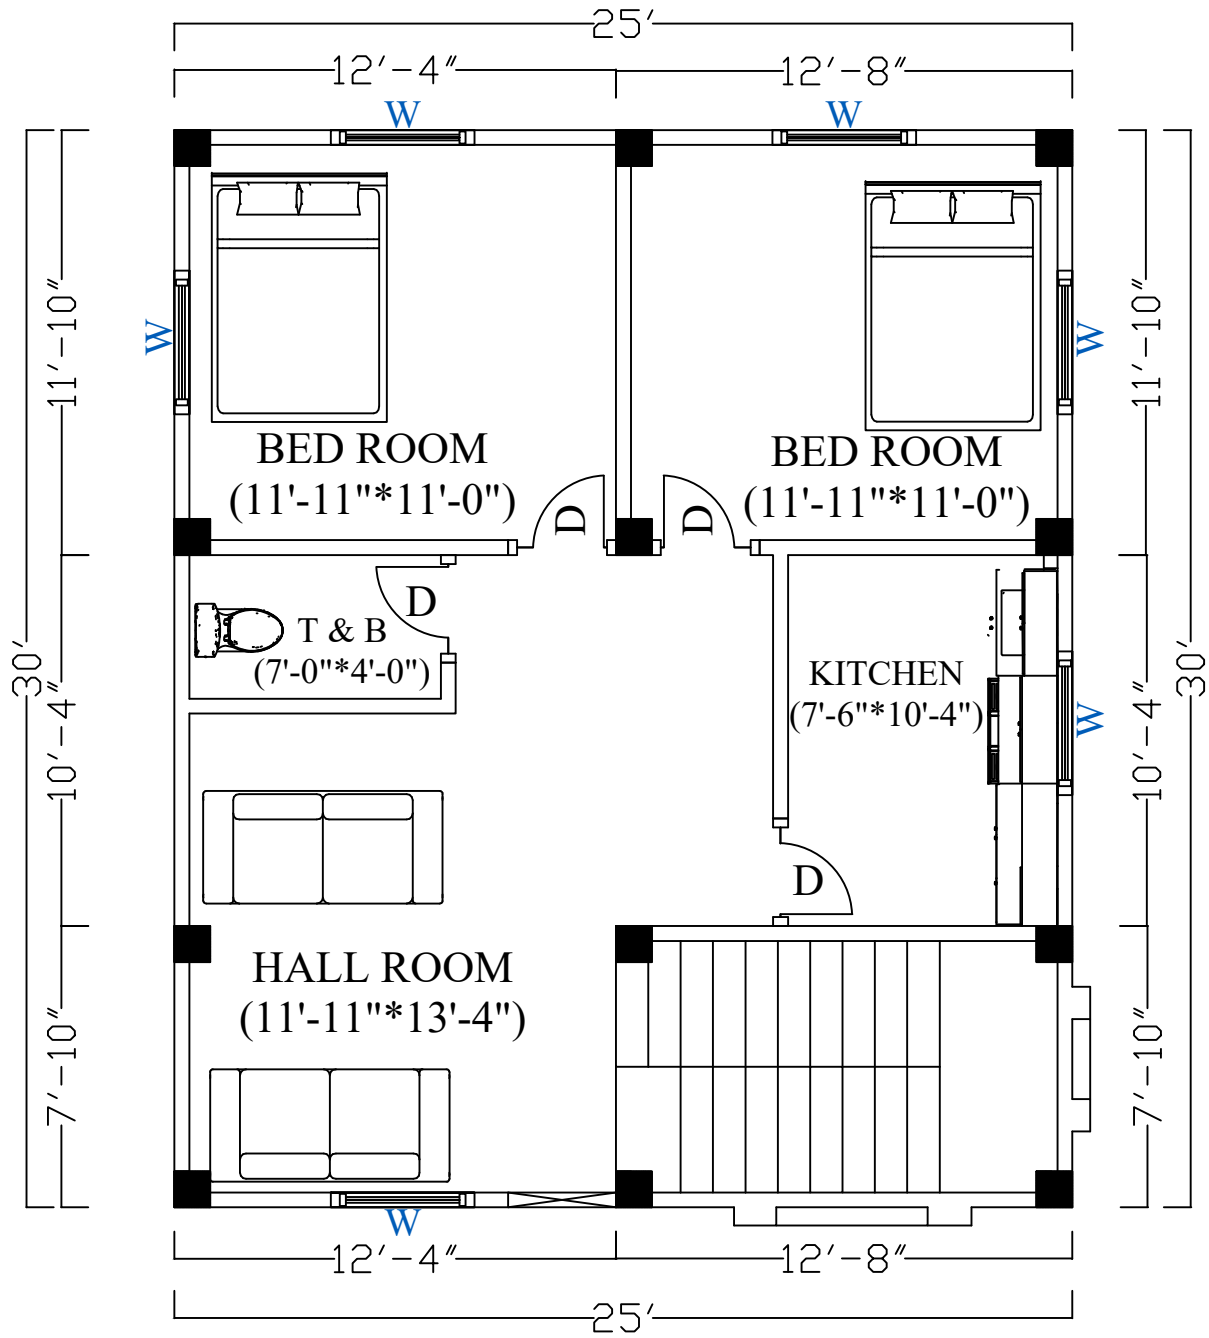 25'
12'-4"
12'-8"
W
W
11'-10"
11'-10"
W
W
BED ROOM
(11'-11"*11'-0")
BED ROOM
(11'-11"*11'-0")
D
D
D
T & B
(7'-0"*4'-0")
KITCHEN
(7'-6"*10'-4")
30'
10'-4"
W
10'-4"
30'
D
HALL ROOM
(11'-11"*13'-4")
7'-10"
7'-10"
W
12'-4"
12'-8"
25'